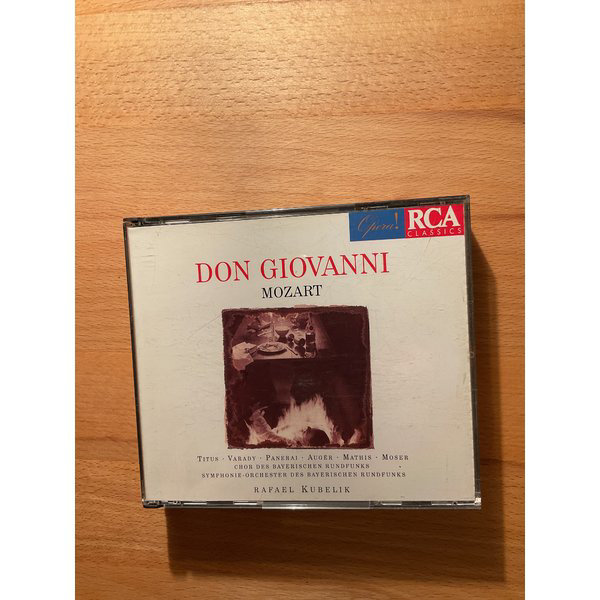 Opera!
RCA
CLASSICS
DON GIOVANNI
MOZART
TITUS · VARADY · PANERAI · AUGÉR · MATHIS · MOSER
CHOR DES BAYERISCHEN RUNDFUNKS
SYMPHONIE-ORCHESTER DES BAYERISCHEN RUNDFUNKS
RAFAEL KUBELIK